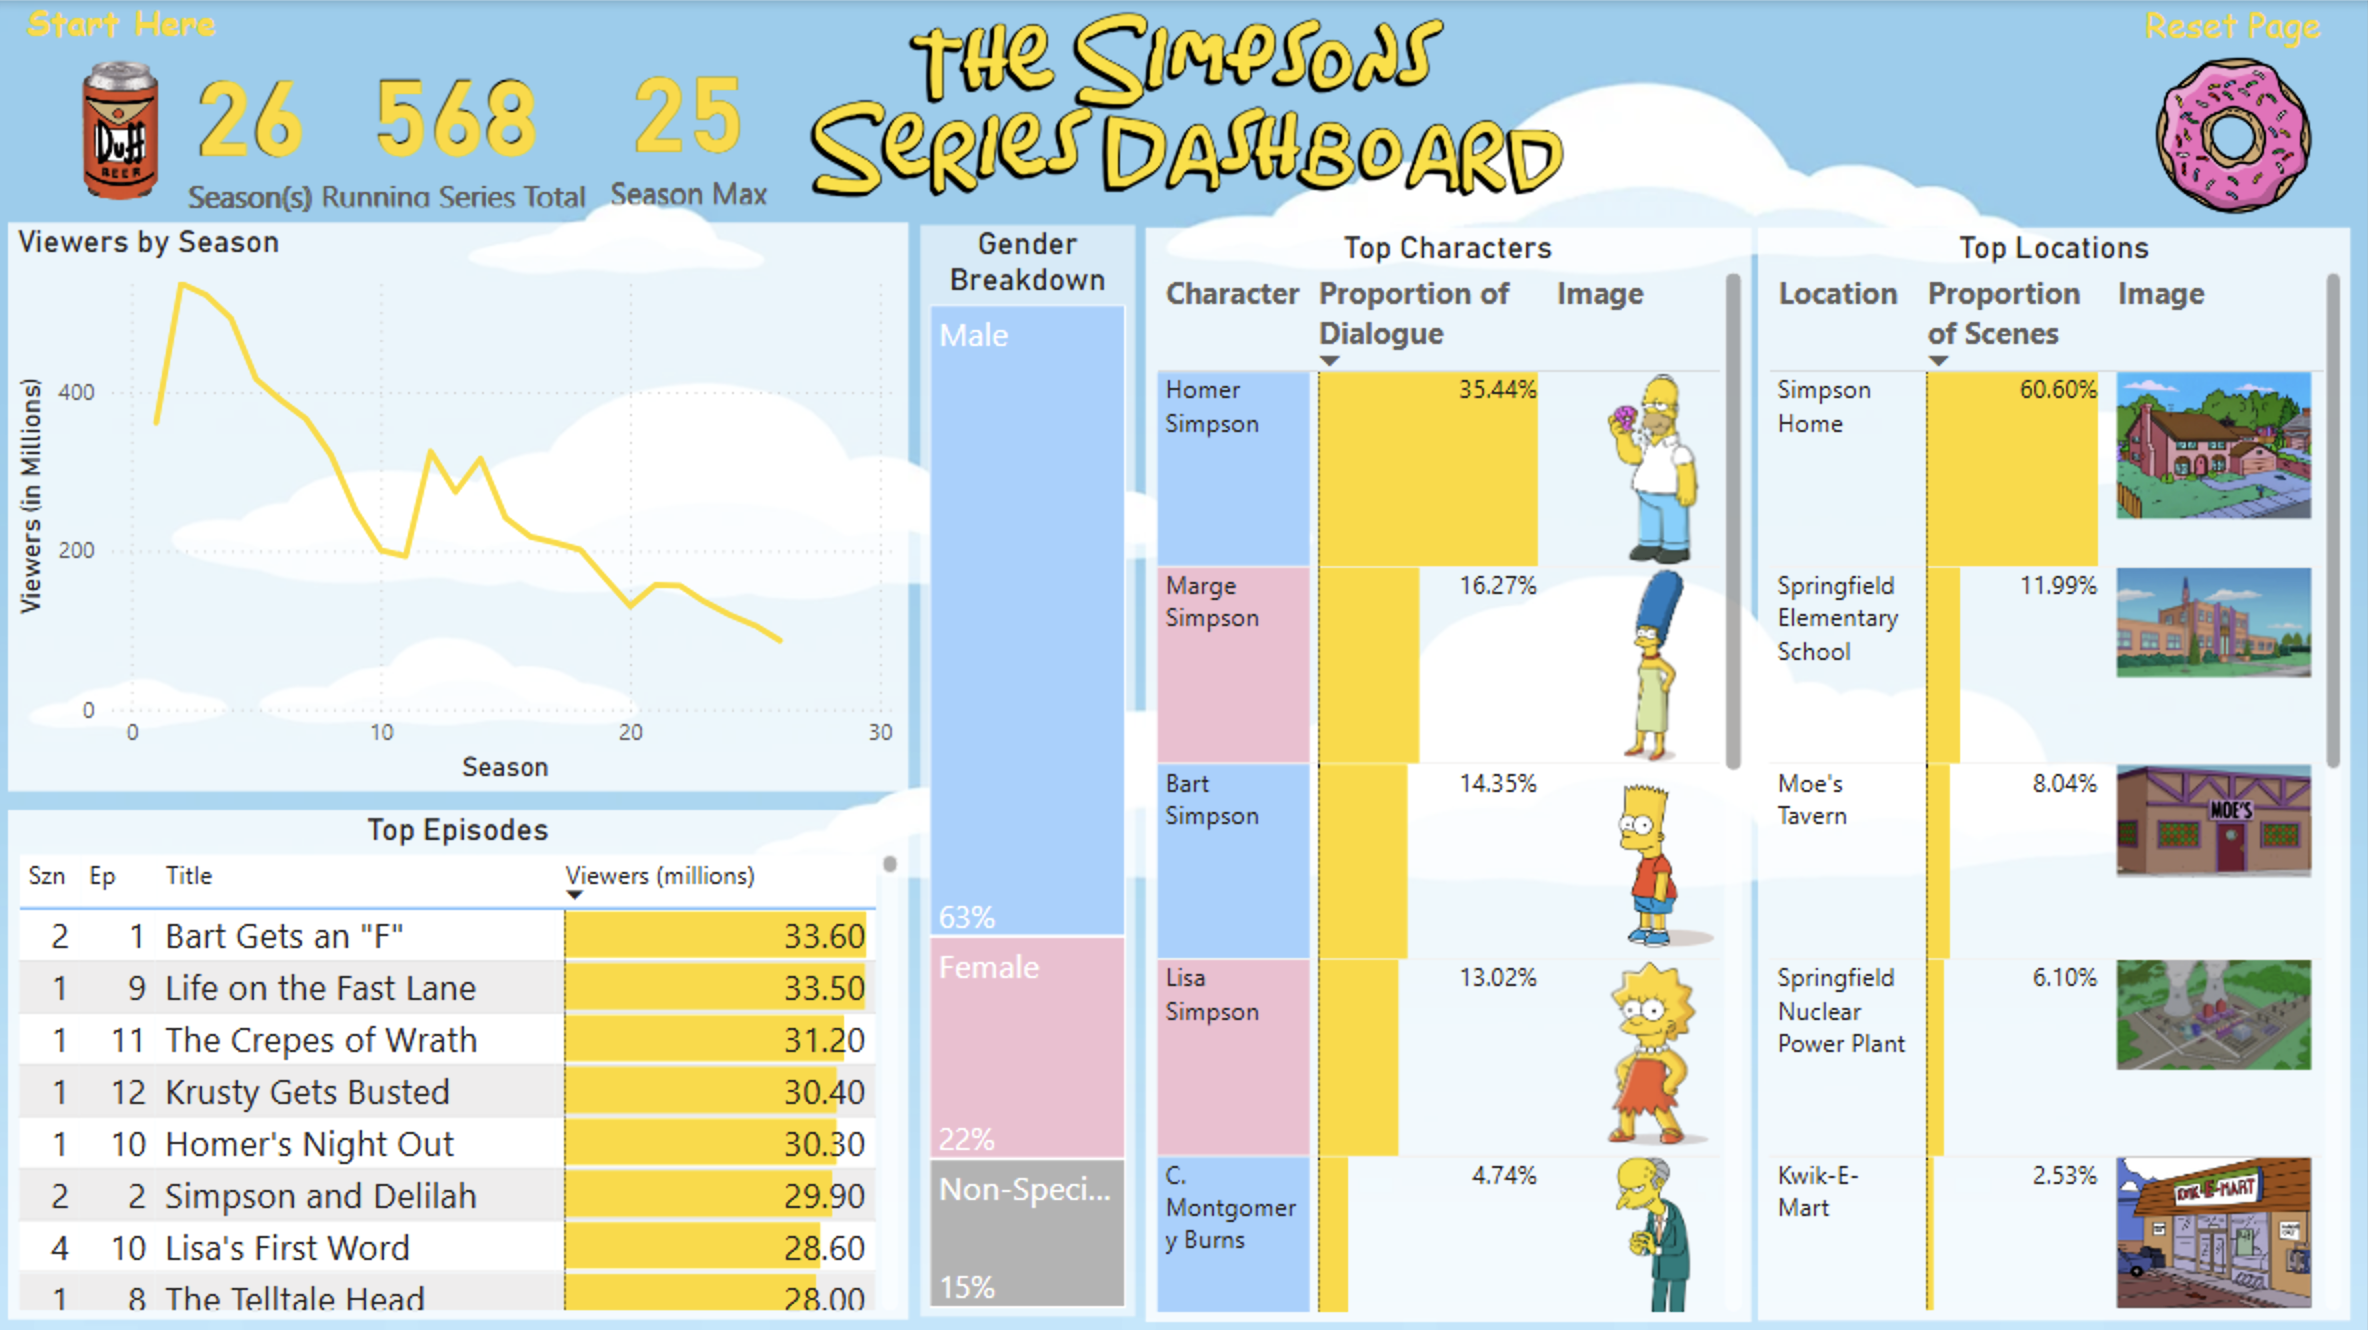 Start Here
Reset Page
THE SIMPSONS
SERIES DASHBOARD
Duff
BEER
26
568
25
Season(s)
Running Series Total
Season Max
Viewers by Season
Viewers (in Millions)
400
200
0
0
10
20
30
Season
Top Episodes
Szn Ep Title Viewers (millions)
2 1 Bart Gets an "F" 33.60
1 9 Life on the Fast Lane 33.50
1 11 The Crepes of Wrath 31.20
1 12 Krusty Gets Busted 30.40
1 10 Homer's Night Out 30.30
2 2 Simpson and Delilah 29.90
4 10 Lisa's First Word 28.60
1 8 The Telltale Head 28.00
Gender
Breakdown
Male
63%
Female
22%
Non-Speci...
15%
Top Characters
Character
Proportion of
Dialogue
Image
Homer
Simpson
35.44%
Marge
Simpson
16.27%
Bart
Simpson
14.35%
Lisa
Simpson
13.02%
C.
Montgomer
y Burns
4.74%
Top Locations
Location
Proportion
of Scenes
Image
Simpson
Home
60.60%
Springfield
Elementary
School
11.99%
Moe's
Tavern
8.04%
MOE'S
Springfield
Nuclear
Power Plant
6.10%
Kwik-E-
Mart
2.53%
KWIK-E-MART